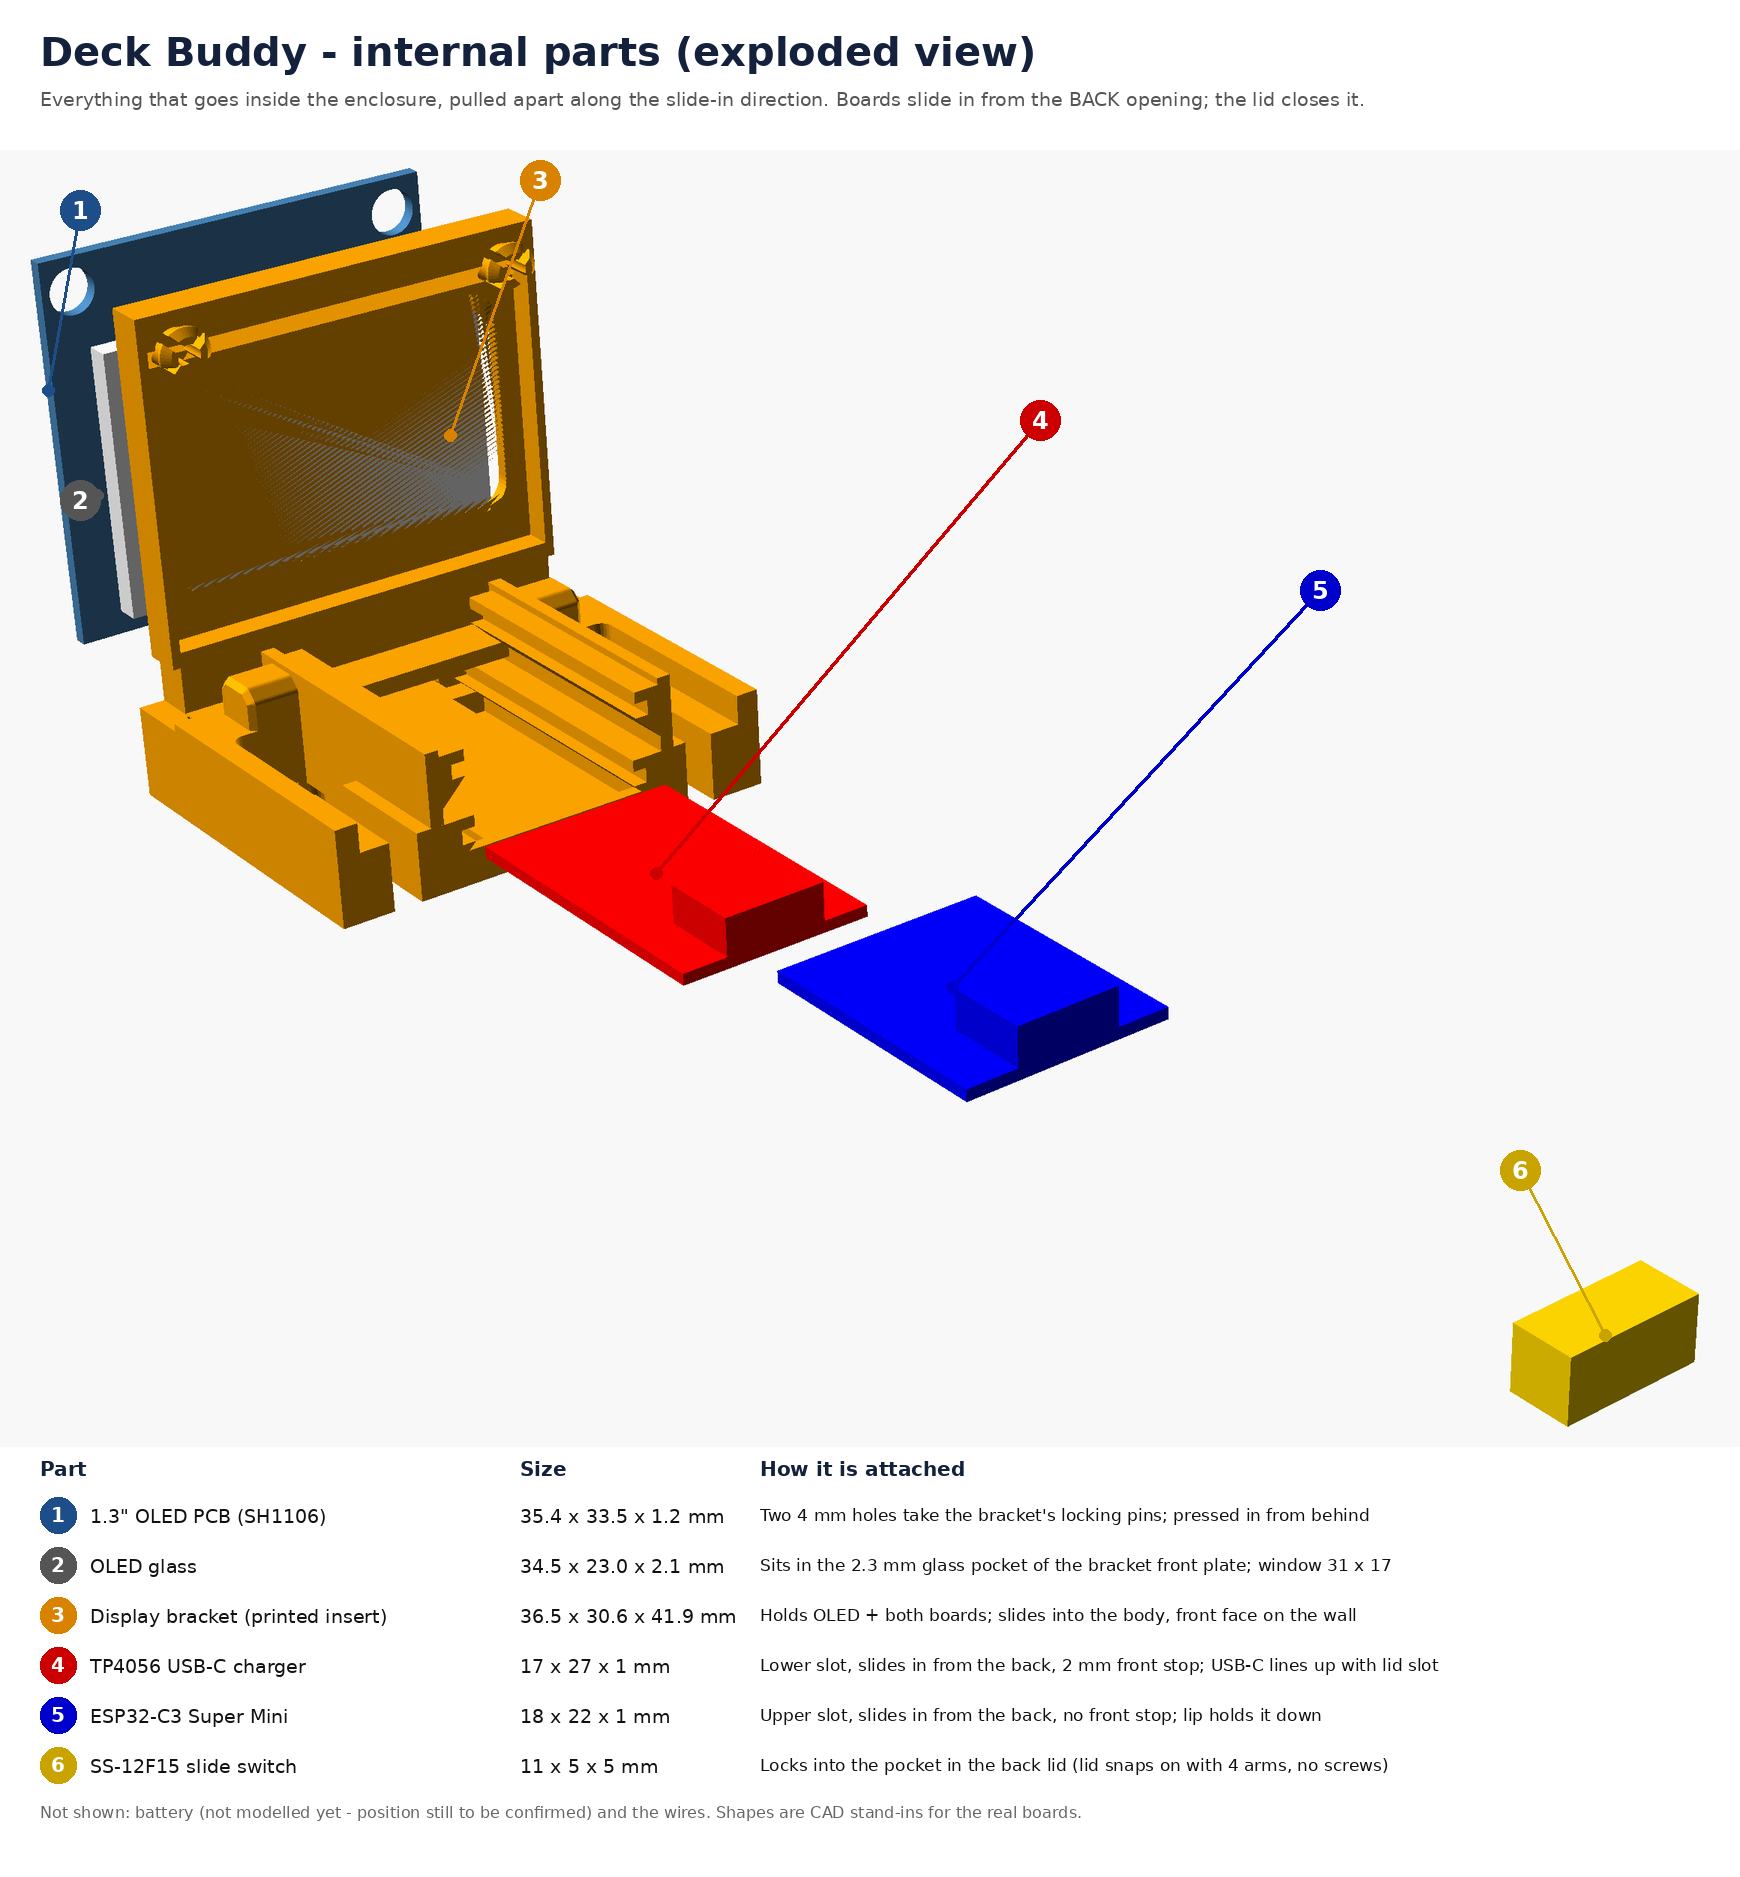 Deck Buddy - internal parts (exploded view)
Everything that goes inside the enclosure, pulled apart along the slide-in direction. Boards slide in from the BACK opening; the lid closes it.
1
3
2
4
5
6
Part Size How it is attached
1 1.3" OLED PCB (SH1106) 35.4 x 33.5 x 1.2 mm Two 4 mm holes take the bracket's locking pins; pressed in from behind
2 OLED glass 34.5 x 23.0 x 2.1 mm Sits in the 2.3 mm glass pocket of the bracket front plate; window 31 x 17
3 Display bracket (printed insert) 36.5 x 30.6 x 41.9 mm Holds OLED + both boards; slides into the body, front face on the wall
4 TP4056 USB-C charger 17 x 27 x 1 mm Lower slot, slides in from the back, 2 mm front stop; USB-C lines up with lid slot
5 ESP32-C3 Super Mini 18 x 22 x 1 mm Upper slot, slides in from the back, no front stop; lip holds it down
6 SS-12F15 slide switch 11 x 5 x 5 mm Locks into the pocket in the back lid (lid snaps on with 4 arms, no screws)
Not shown: battery (not modelled yet - position still to be confirmed) and the wires. Shapes are CAD stand-ins for the real boards.